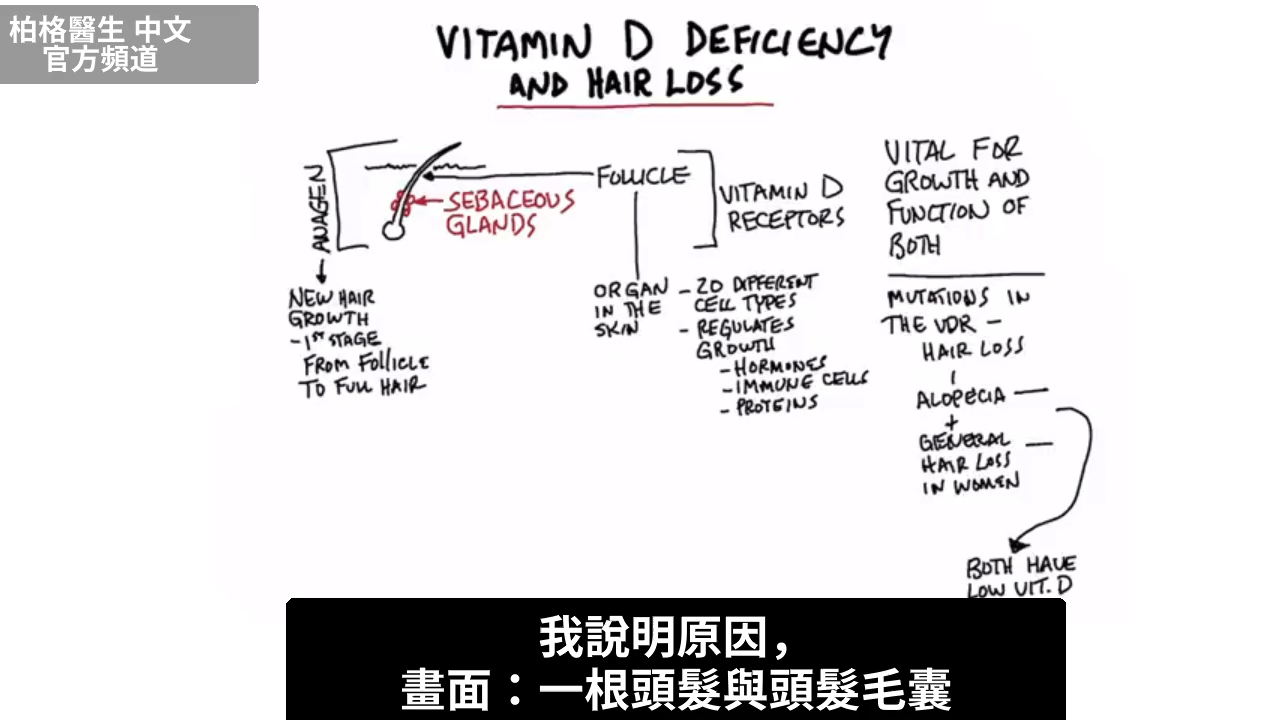 柏格醫生 中文
官方頻道
VITAMIN D DEFICIENCY
AND HAIR LOSS
ANAGEN
SEBACEOUS
GLANDS
FOLLICLE
VITAMIN D
RECEPTORS
VITAL FOR
GROWTH AND
FUNCTION OF
BOTH
NEW HAIR
GROWTH
- 1ST STAGE
FROM FOLLICLE
TO FULL HAIR
ORGAN
IN THE
SKIN
- 20 DIFFERENT
CELL TYPES
- REGULATES
GROWTH
- HORMONES
- IMMUNE CELLS
- PROTEINS
MUTATIONS IN
THE VDR -
HAIR LOSS
ALOPECIA
+
GENERAL
HAIR LOSS
IN WOMEN
BOTH HAVE
LOW VIT. D
我說明原因，
畫面：一根頭髮與頭髮毛囊